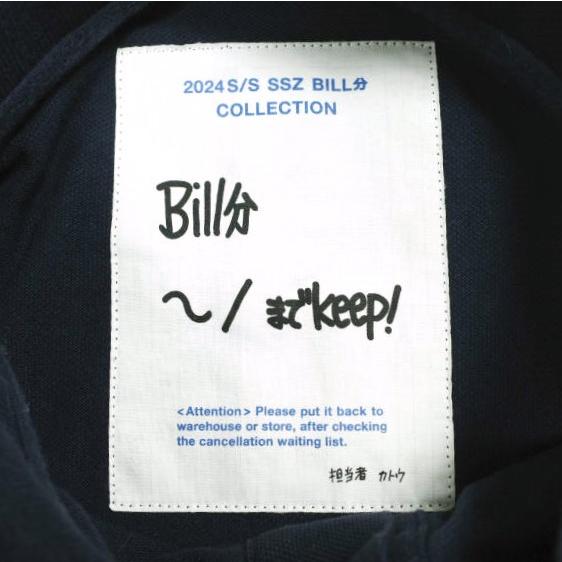 2024S/S SSZ BILL分
COLLECTION
Bill分
〜/までkeep!
<Attention> Please put it back to
warehouse or store, after checking
the cancellation waiting list.
担当者 カトウ